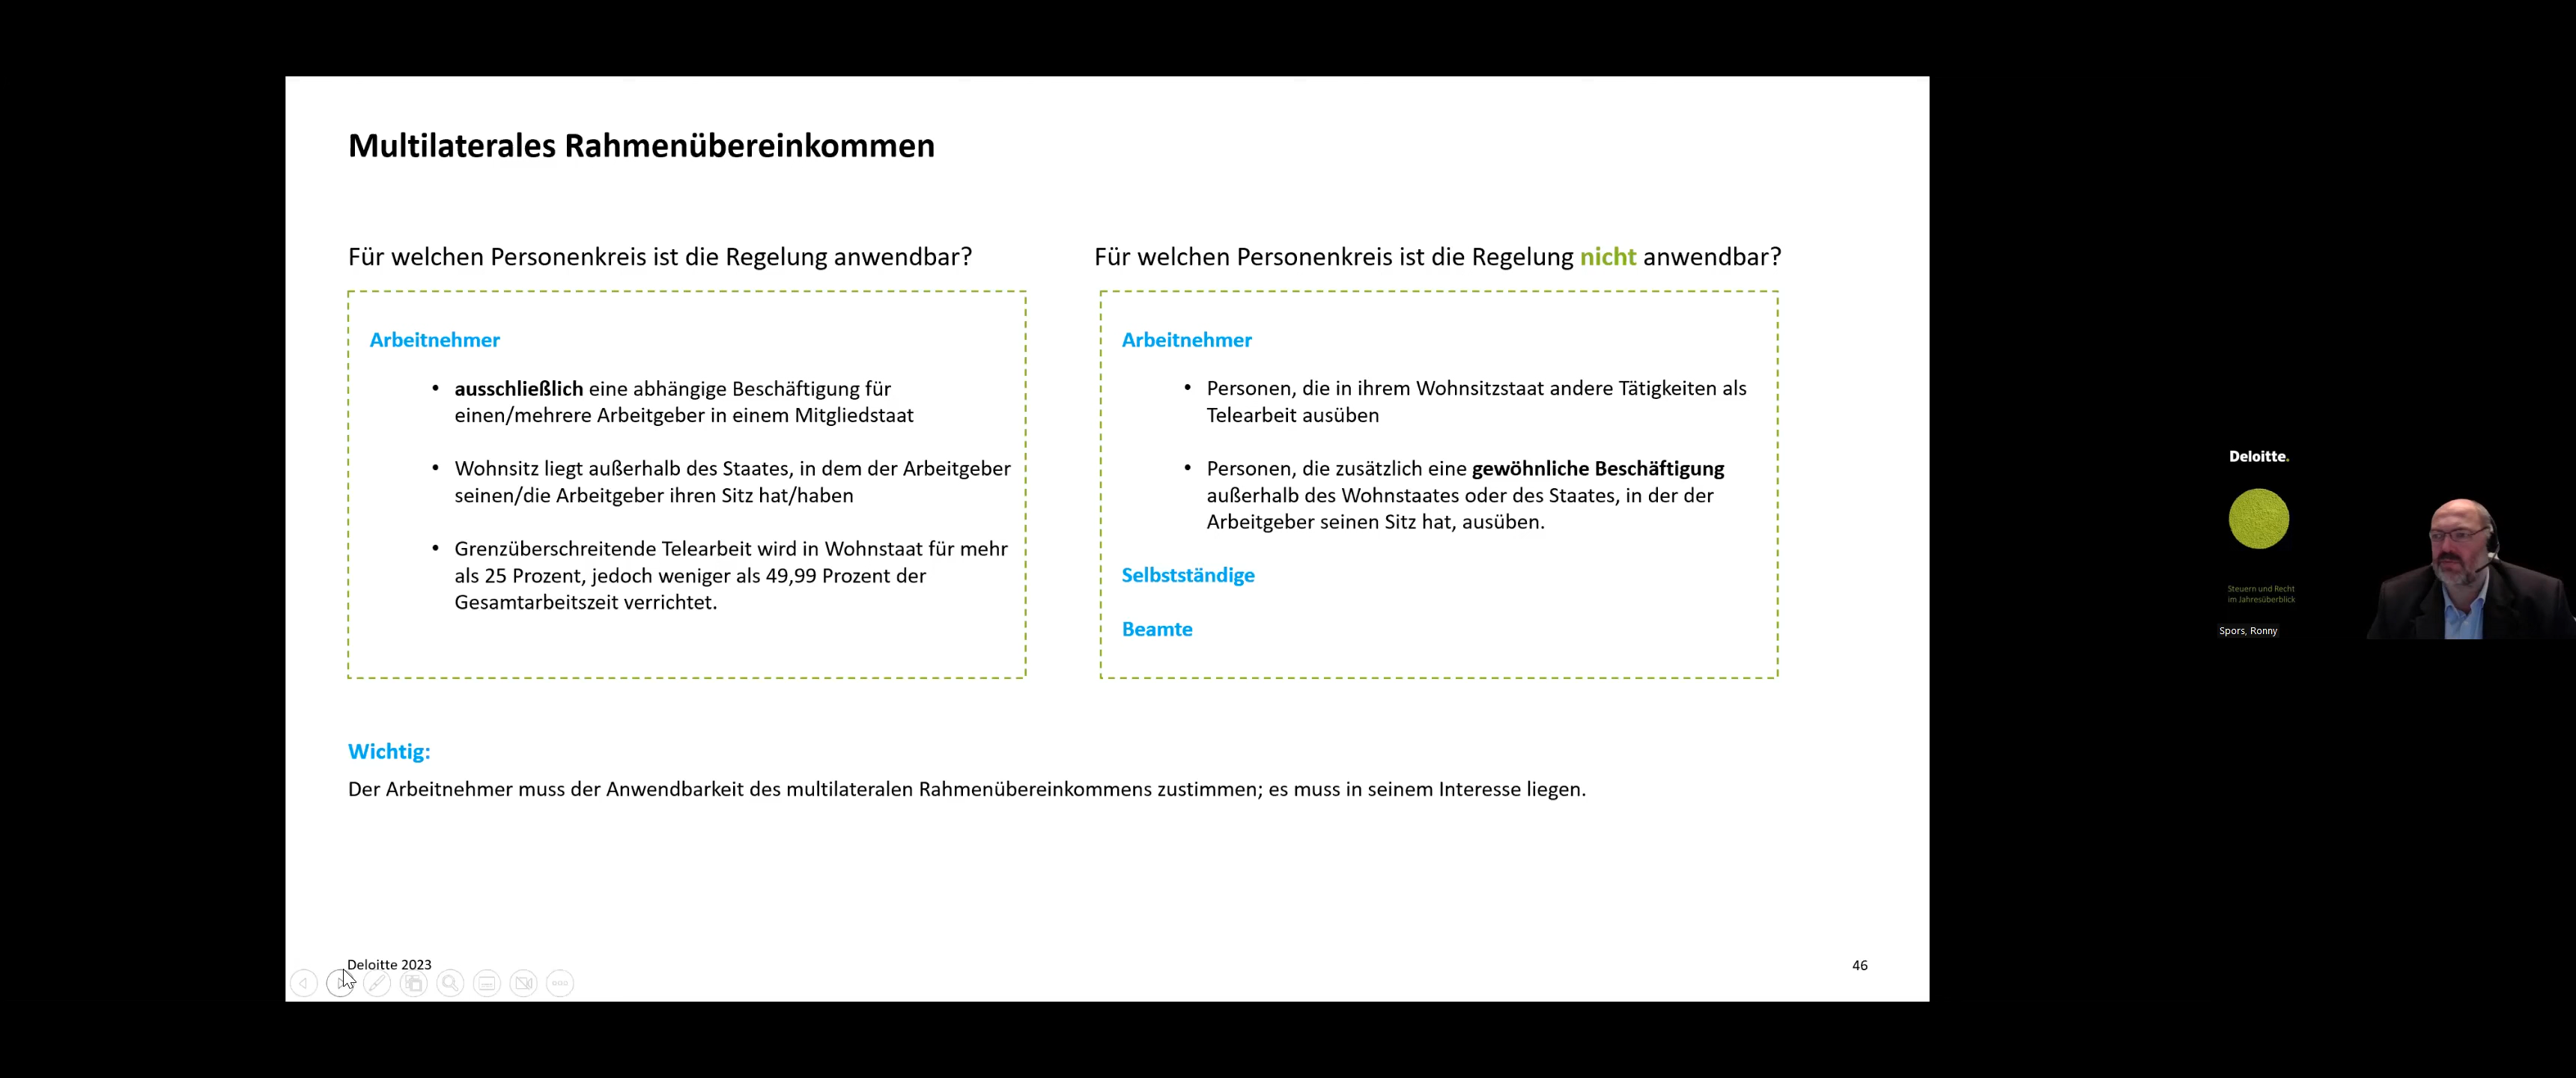 Multilaterales Rahmenübereinkommen
Für welchen Personenkreis ist die Regelung anwendbar?
Arbeitnehmer
• ausschließlich eine abhängige Beschäftigung für
einen/mehrere Arbeitgeber in einem Mitgliedstaat
• Wohnsitz liegt außerhalb des Staates, in dem der Arbeitgeber
seinen/die Arbeitgeber ihren Sitz hat/haben
• Grenzüberschreitende Telearbeit wird in Wohnstaat für mehr
als 25 Prozent, jedoch weniger als 49,99 Prozent der
Gesamtarbeitszeit verrichtet.
Für welchen Personenkreis ist die Regelung nicht anwendbar?
Arbeitnehmer
• Personen, die in ihrem Wohnsitzstaat andere Tätigkeiten als
Telearbeit ausüben
• Personen, die zusätzlich eine gewöhnliche Beschäftigung
außerhalb des Wohnstaates oder des Staates, in der der
Arbeitgeber seinen Sitz hat, ausüben.
Selbstständige
Beamte
Wichtig:
Der Arbeitnehmer muss der Anwendbarkeit des multilateralen Rahmenübereinkommens zustimmen; es muss in seinem Interesse liegen.
Deloitte 2023
46
Deloitte.
Steuern und Recht
im Jahresüberblick
Spors, Ronny